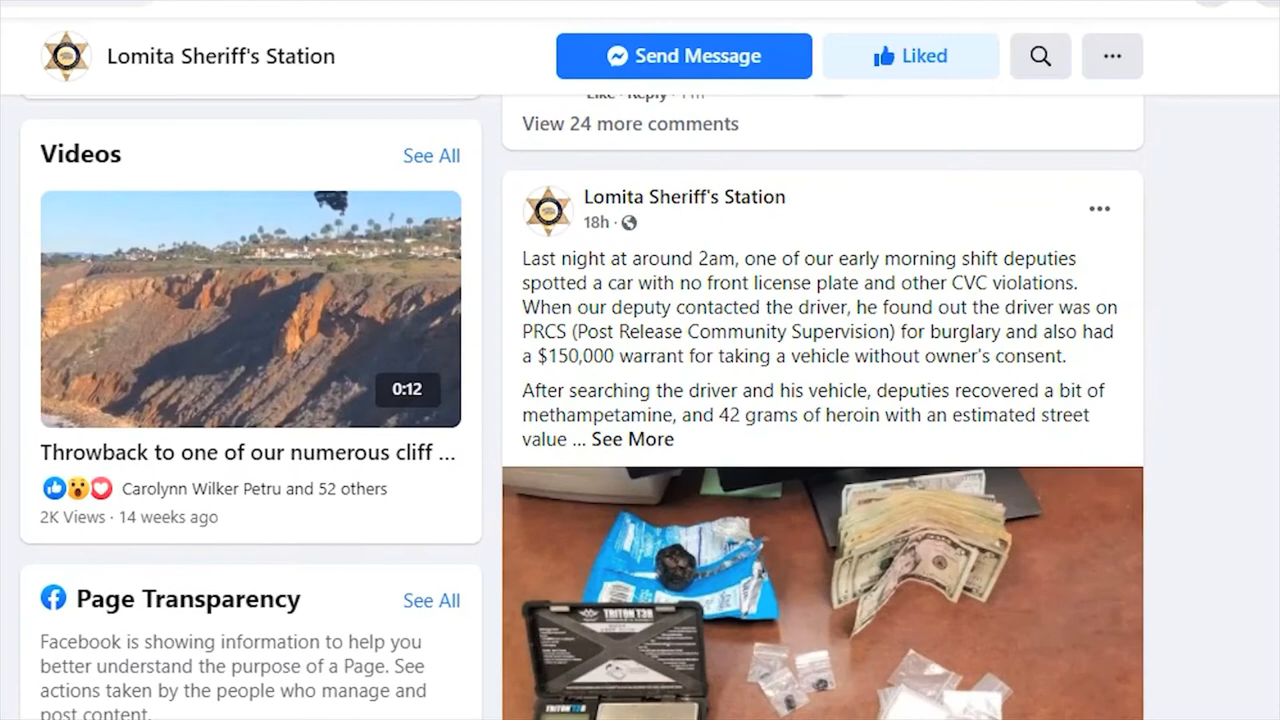 Lomita Sheriff's Station
Send Message
Liked
Videos
See All
0:12
Throwback to one of our numerous cliff ...
Carolynn Wilker Petru and 52 others
2K Views · 14 weeks ago
Page Transparency
See All
Facebook is showing information to help you
better understand the purpose of a Page. See
actions taken by the people who manage and
post content.
Like · Reply ·
View 24 more comments
Lomita Sheriff's Station
18h ·
Last night at around 2am, one of our early morning shift deputies
spotted a car with no front license plate and other CVC violations.
When our deputy contacted the driver, he found out the driver was on
PRCS (Post Release Community Supervision) for burglary and also had
a $150,000 warrant for taking a vehicle without owner's consent.
After searching the driver and his vehicle, deputies recovered a bit of
methampetamine, and 42 grams of heroin with an estimated street
value ... See More
TRITON T3R
TRITON T3R